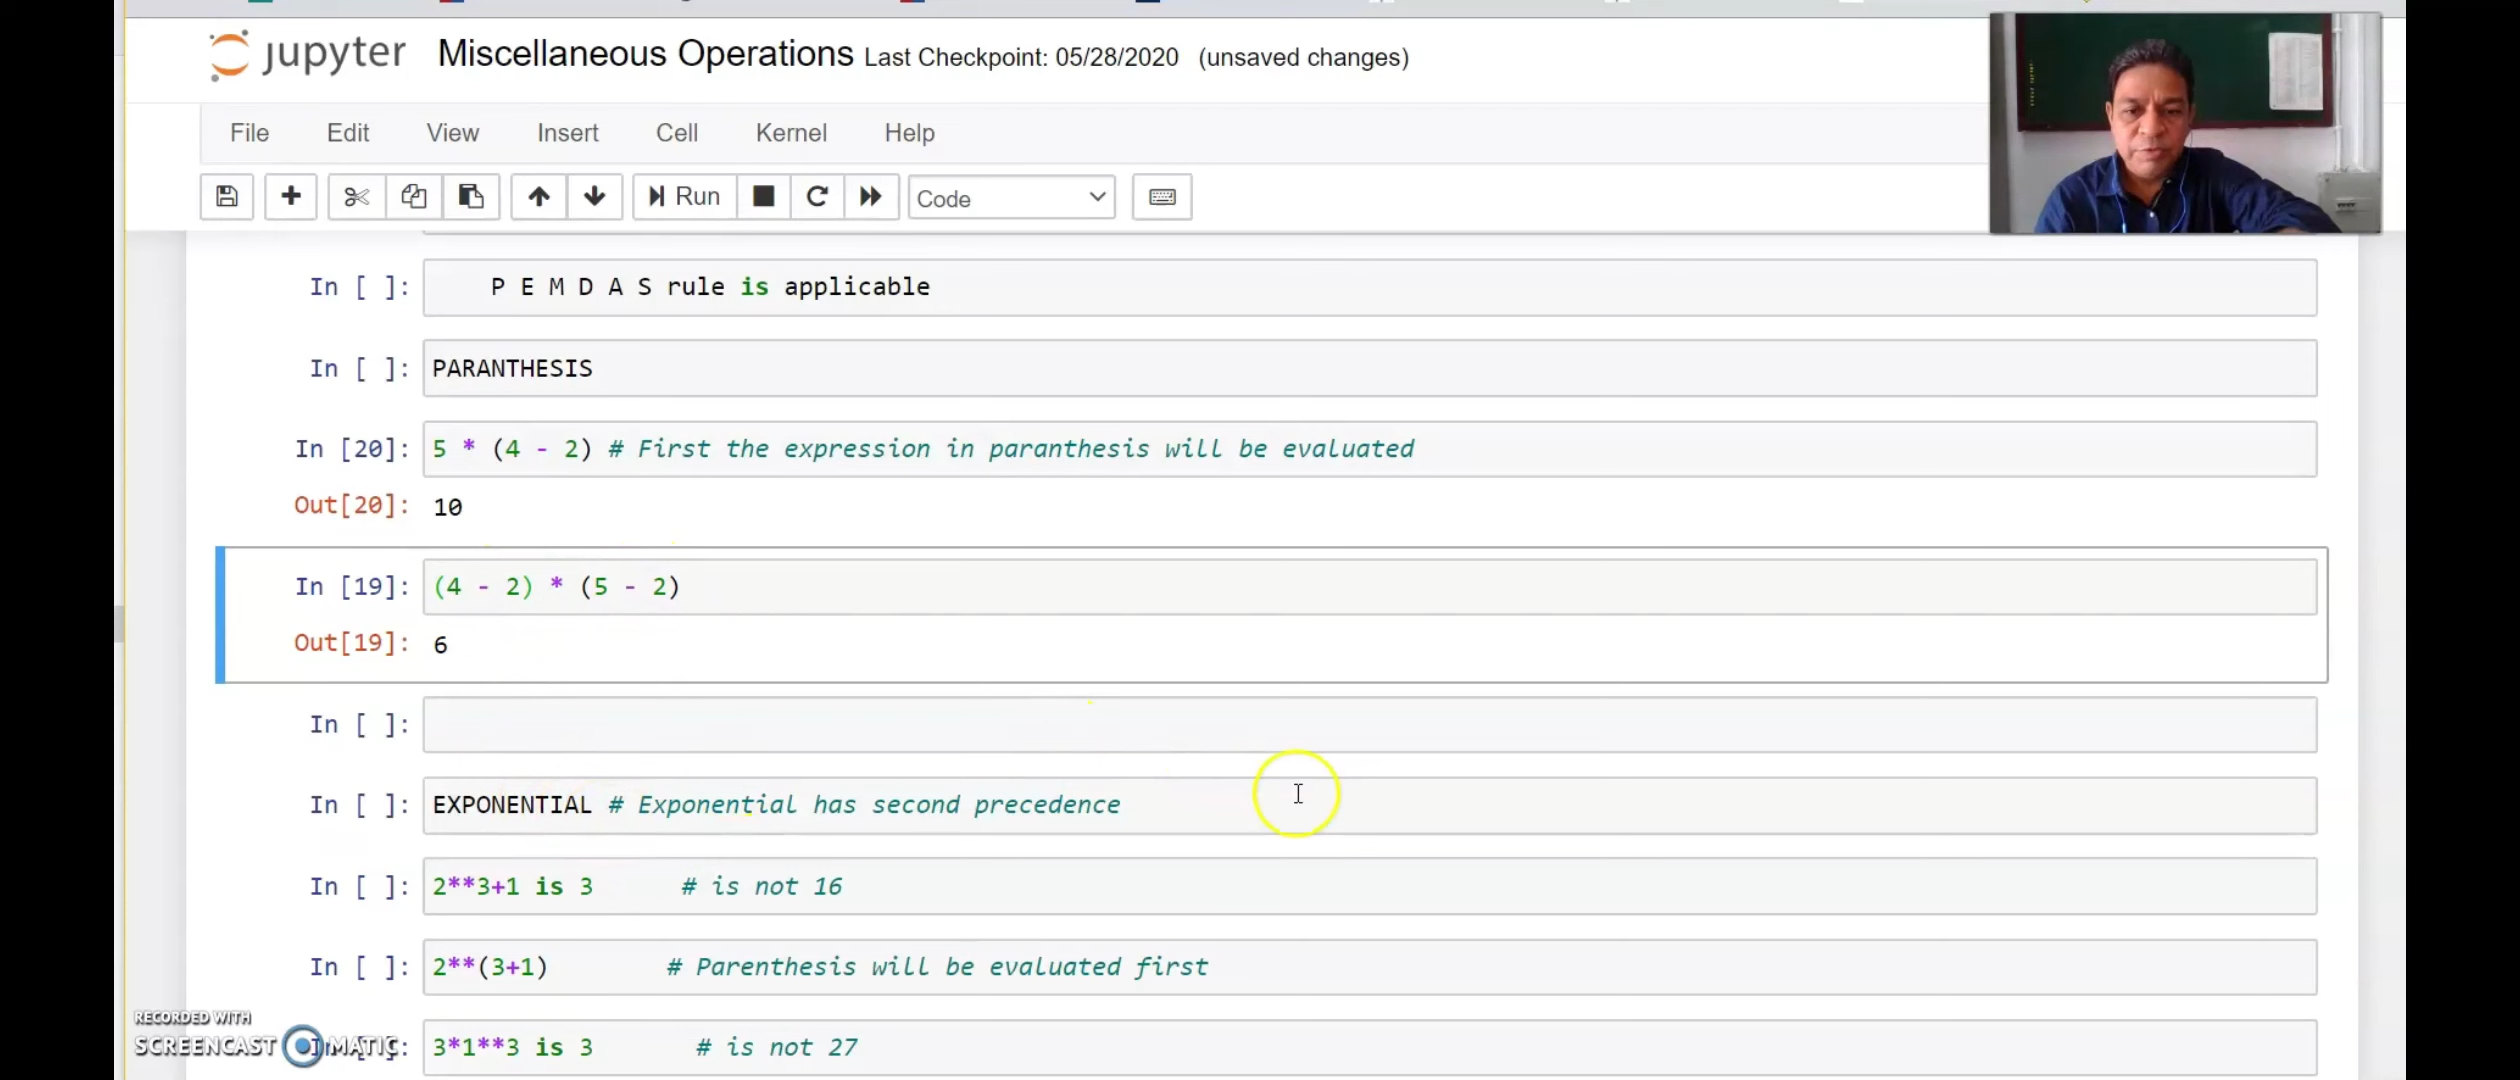 jupyter Miscellaneous Operations Last Checkpoint: 05/28/2020 (unsaved changes)
File Edit View Insert Cell Kernel Help
Run Code
In [ ]: P E M D A S rule is applicable
In [ ]: PARANTHESIS
In [20]: 5 * (4 - 2) # First the expression in paranthesis will be evaluated
Out[20]: 10
In [19]: (4 - 2) * (5 - 2)
Out[19]: 6
In [ ]:
In [ ]: EXPONENTIAL # Exponential has second precedence
In [ ]: 2**3+1 is 3 # is not 16
In [ ]: 2**(3+1) # Parenthesis will be evaluated first
RECORDED WITH
SCREENCAST MATIC
In [ ]: 3*1**3 is 3 # is not 27